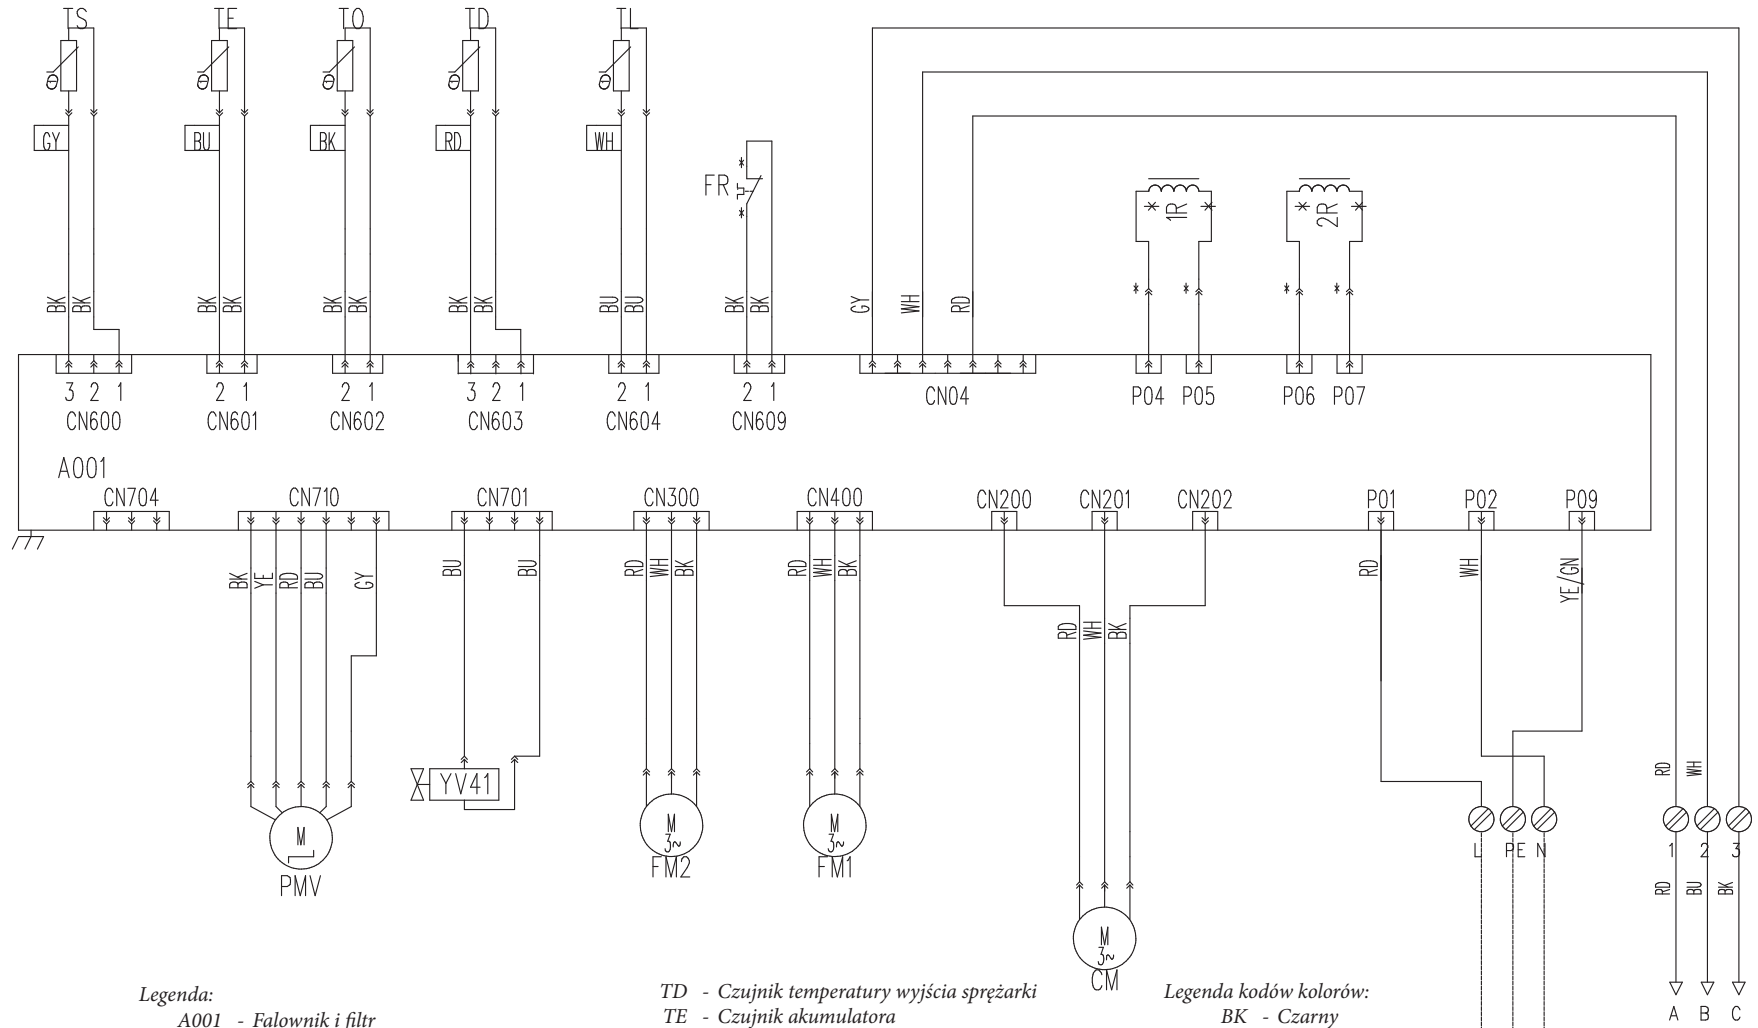 TS TE TO TD TL
GY BU BK RD WH
FR 1R 2R
BK BK BK BK BK BK BK BK BU BU BK BK GY WH RD
3 2 1 2 1 2 1 3 2 1 2 1 2 1
CN600 CN601 CN602 CN603 CN604 CN609 CN04 P04 P05 P06 P07
A001
CN704 CN710 CN701 CN300 CN400 CN200 CN201 CN202 P01 P02 P09
BK YE RD BU GY BU BU RD WH BK RD WH BK RD WH YE/GN
RD WH BK
RD WH
YV41
M M 3~ M 3~
L PE N 1 2 3
PMV FM2 FM1
RD BU BK
M 3~
CM
Legenda:
A001 - Falownik i filtr
TD - Czujnik temperatury wyjścia sprężarki
TE - Czujnik akumulatora
Legenda kodów kolorów:
BK - Czarny
A B C